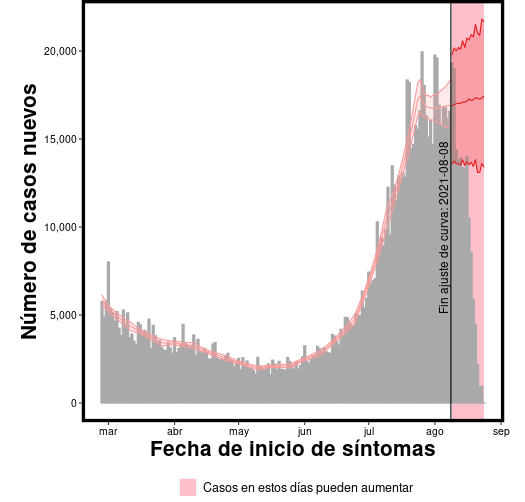 20,000
15,000
10,000
5,000
0
Número de casos nuevos
Fin ajuste de curva: 2021-08-08
mar abr may jun jul ago sep
Fecha de inicio de síntomas
Casos en estos días pueden aumentar